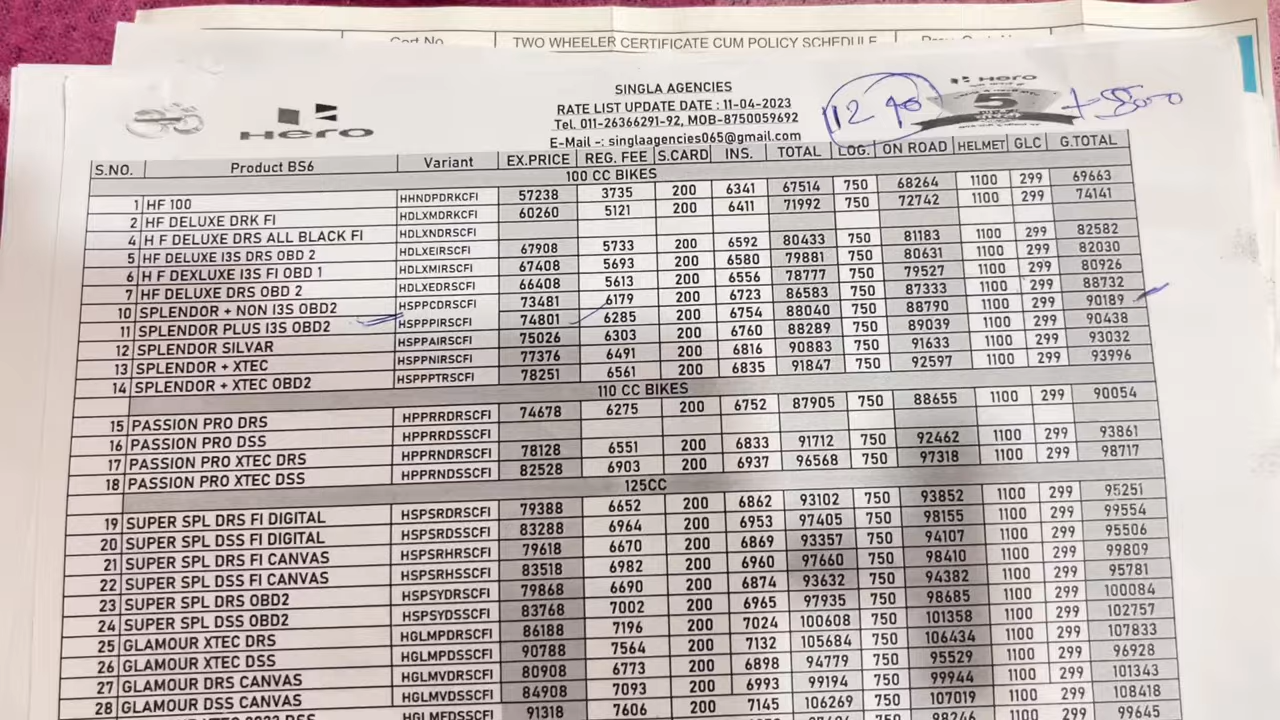 TWO WHEELER CERTIFICATE CUM POLICY SCHEDULE
SINGLA AGENCIES
RATE LIST UPDATE DATE : 11-04-2023
Tel. 011-26366291-92, MOB-8750059692
E-Mail -: singlaagencies065@gmail.com
Hero
Hero
5
S.NO. Product BS6 Variant EX.PRICE REG. FEE S.CARD INS. TOTAL LOG. ON ROAD HELMET GLC G.TOTAL
100 CC BIKES
1 HF 100 HHNDPDRKCFI 57238 3735 200 6341 67514 750 68264 1100 299 69663
2 HF DELUXE DRK FI HDLXMDRKCFI 60260 5121 200 6411 71992 750 72742 1100 299 74141
4 H F DELUXE DRS ALL BLACK FI HDLXNDRSCFI
5 HF DELUXE I3S DRS OBD 2 HDLXEIRSCFI 67908 5733 200 6592 80433 750 81183 1100 299 82582
6 H F DEXLUXE I3S FI OBD 1 HDLXMIRSCFI 67408 5693 200 6580 79881 750 80631 1100 299 82030
7 HF DELUXE DRS OBD 2 HDLXEDRSCFI 66408 5613 200 6556 78777 750 79527 1100 299 80926
10 SPLENDOR + NON I3S OBD2 HSPPCDRSCFI 73481 6179 200 6723 86583 750 87333 1100 299 88732
11 SPLENDOR PLUS I3S OBD2 HSPPPIRSCFI 74801 6285 200 6754 88040 750 88790 1100 299 90189
12 SPLENDOR SILVAR HSPPAIRSCFI 75026 6303 200 6760 88289 750 89039 1100 299 90438
13 SPLENDOR + XTEC HSPPNIRSCFI 77376 6491 200 6816 90883 750 91633 1100 299 93032
14 SPLENDOR + XTEC OBD2 HSPPPTRSCFI 78251 6561 200 6835 91847 750 92597 1100 299 93996
110 CC BIKES
15 PASSION PRO DRS HPPRRDRSCFI 74678 6275 200 6752 87905 750 88655 1100 299 90054
16 PASSION PRO DSS HPPRRDSSCFI
17 PASSION PRO XTEC DRS HPPRNDRSCFI 78128 6551 200 6833 91712 750 92462 1100 299 93861
18 PASSION PRO XTEC DSS HPPRNDSSCFI 82528 6903 200 6937 96568 750 97318 1100 299 98717
125CC
19 SUPER SPL DRS FI DIGITAL HSPSRDRSCFI 79388 6652 200 6862 93102 750 93852 1100 299 95251
20 SUPER SPL DSS FI DIGITAL HSPSRDSSCFI 83288 6964 200 6953 97405 750 98155 1100 299 99554
21 SUPER SPL DRS FI CANVAS HSPSRHRSCFI 79618 6670 200 6869 93357 750 94107 1100 299 95506
22 SUPER SPL DSS FI CANVAS HSPSRHSSCFI 83518 6982 200 6960 97660 750 98410 1100 299 99809
23 SUPER SPL DRS OBD2 HSPSYDRSCFI 79868 6690 200 6874 93632 750 94382 1100 299 95781
24 SUPER SPL DSS OBD2 HSPSYDSSCFI 83768 7002 200 6965 97935 750 98685 1100 299 100084
25 GLAMOUR XTEC DRS HGLMPDRSCFI 86188 7196 200 7024 100608 750 101358 1100 299 102757
26 GLAMOUR XTEC DSS HGLMPDSSCFI 90788 7564 200 7132 105684 750 106434 1100 299 107833
27 GLAMOUR DRS CANVAS HGLMVDRSCFI 80908 6773 200 6898 94779 750 95529 1100 299 96928
28 GLAMOUR DSS CANVAS HGLMVDSSCFI 84908 7093 200 6993 99194 750 99944 1100 299 101343
91318 7606 200 7145 106269 750 107019 1100 299 108418
98246 99645